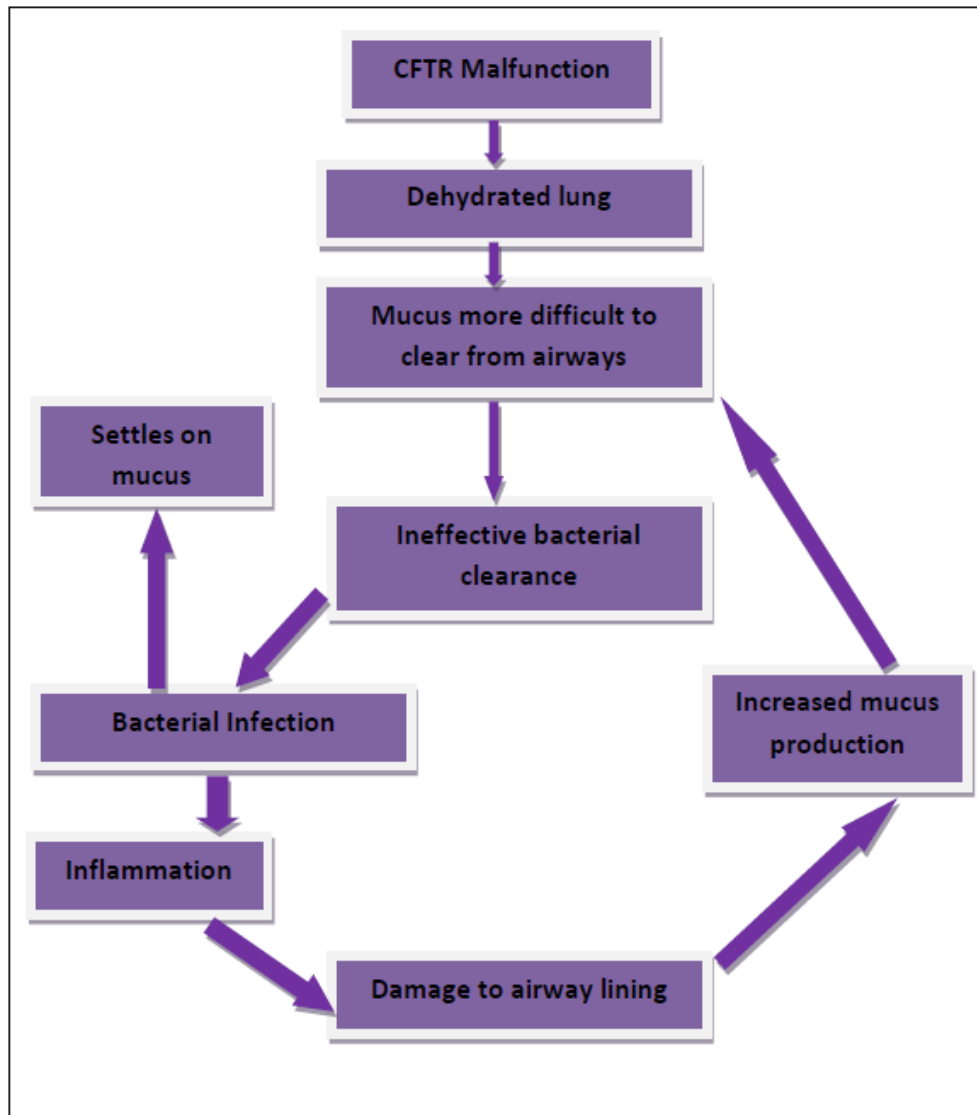 CFTR Malfunction
Dehydrated lung
Mucus more difficult to
clear from airways
Settles on
mucus
Ineffective bacterial
clearance
Bacterial Infection
Increased mucus
production
Inflammation
Damage to airway lining